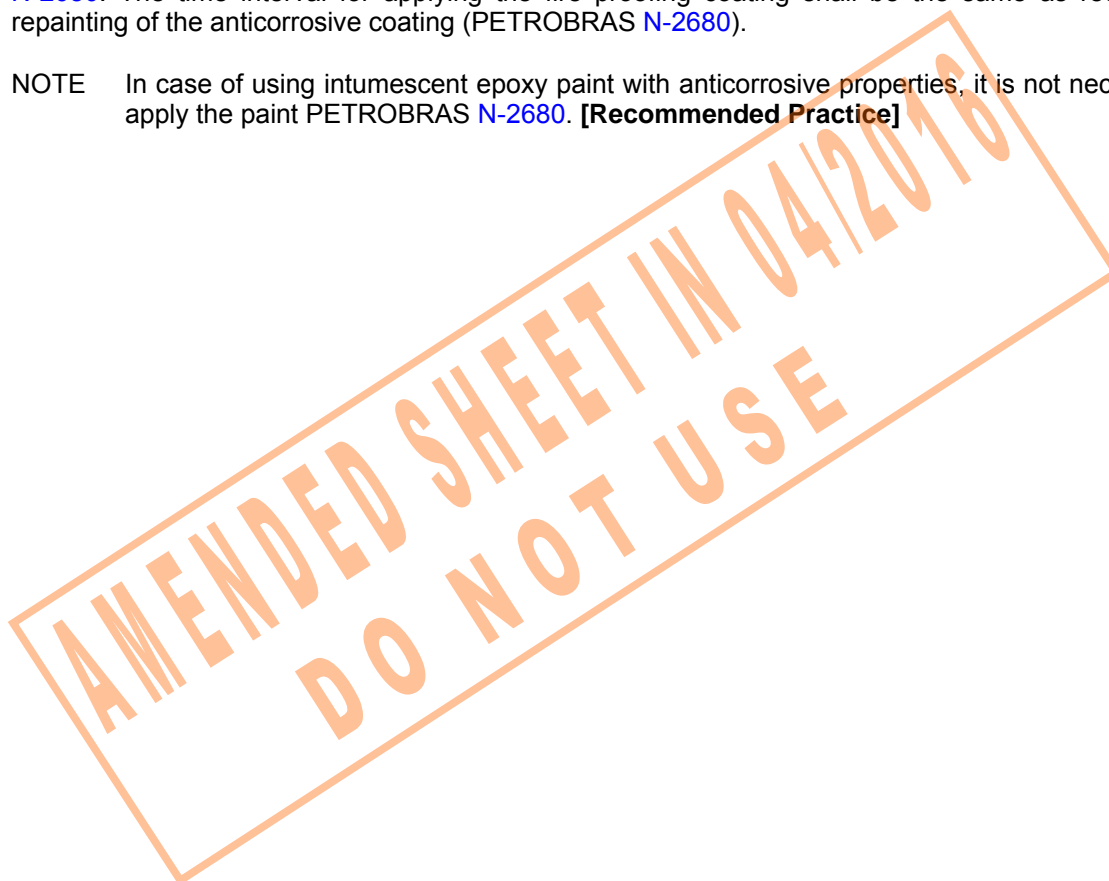 repainting of the anticorrosive coating (PETROBRAS N-2680).
NOTE In case of using intumescent epoxy paint with anticorrosive properties, it is not
apply the paint PETROBRAS N-2680. [Recommended Practice]
AMENDED SHEET IN 04/2016
DO NOT USE